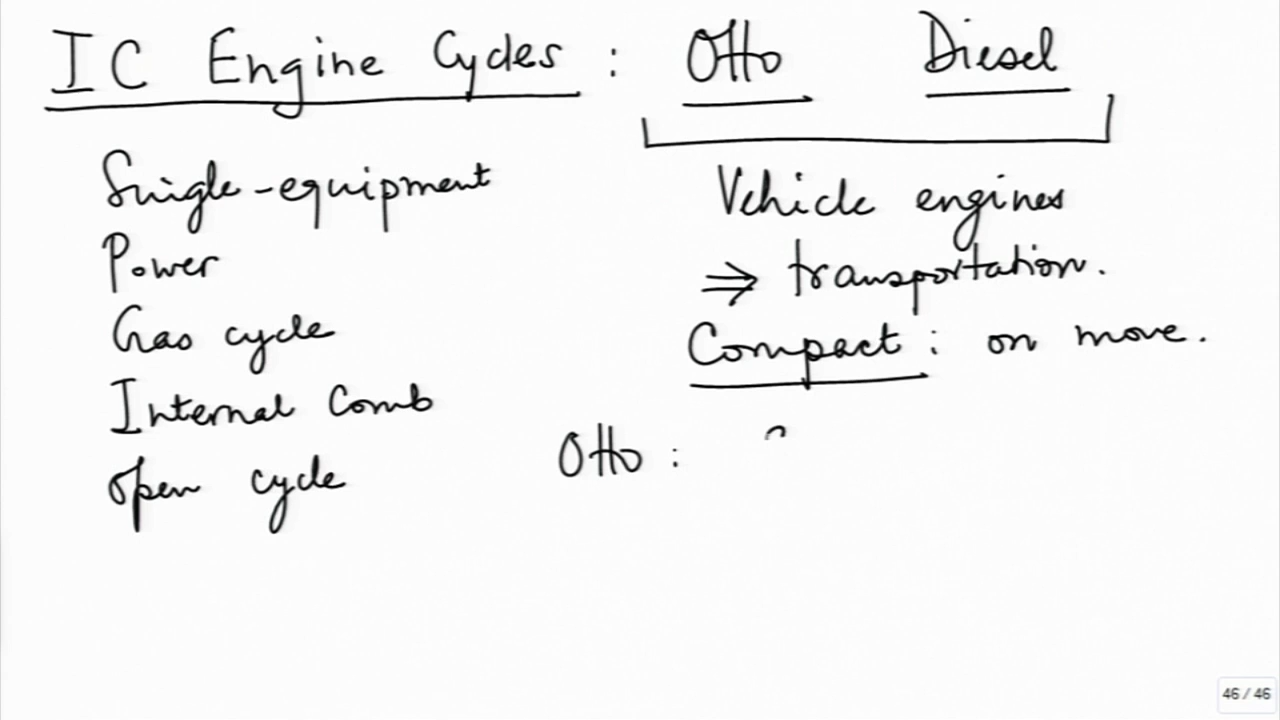 IC Engine Cycles : Otto Diesel
Single-equipment
Power
Gas cycle
Internal Comb
open cycle
Vehicle engines
⇒ transportation.
Compact : on move.
Otto :
46 / 46